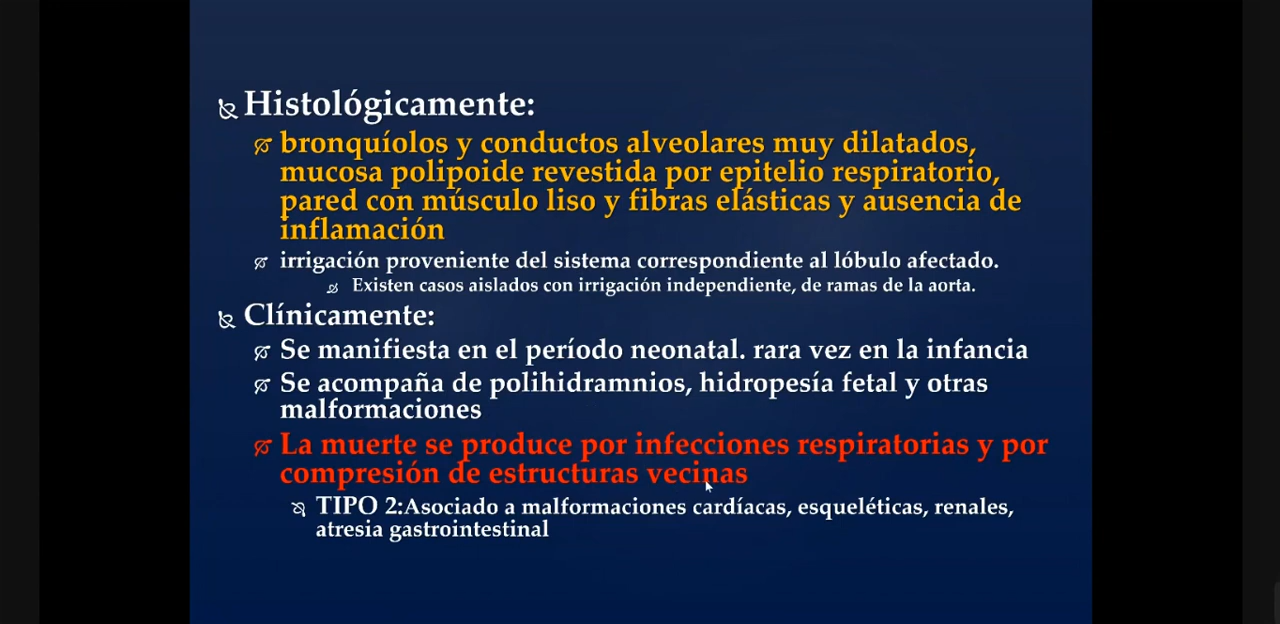 Histológicamente:
bronquíolos y conductos alveolares muy dilatados,
mucosa polipoide revestida por epitelio respiratorio,
pared con músculo liso y fibras elásticas y ausencia de
inflamación
irrigación proveniente del sistema correspondiente al lóbulo afectado.
Existen casos aislados con irrigación independiente, de ramas de la aorta.
Clínicamente:
Se manifiesta en el período neonatal. rara vez en la infancia
Se acompaña de polihidramnios, hidropesía fetal y otras
malformaciones
La muerte se produce por infecciones respiratorias y por
compresión de estructuras vecinas
TIPO 2:Asociado a malformaciones cardíacas, esqueléticas, renales,
atresia gastrointestinal